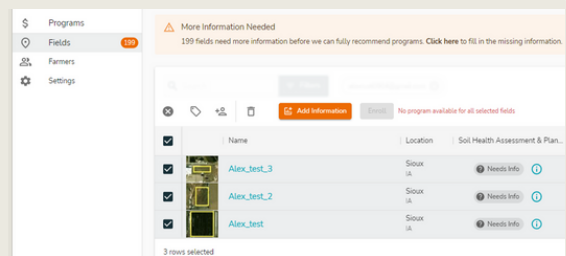 Programs
Fields 199
Farmers
Settings
More Information Needed
199 fields need more information before we can fully recommend programs. Click here to fill in the missing information.
Add Information Enroll No program available for all selected fields
Name Location Soil Health Assessment & Plan...
Alex_test_3 Sioux IA Needs Info
Alex_test_2 Sioux IA Needs Info
Alex_test Sioux IA Needs Info
3 rows selected